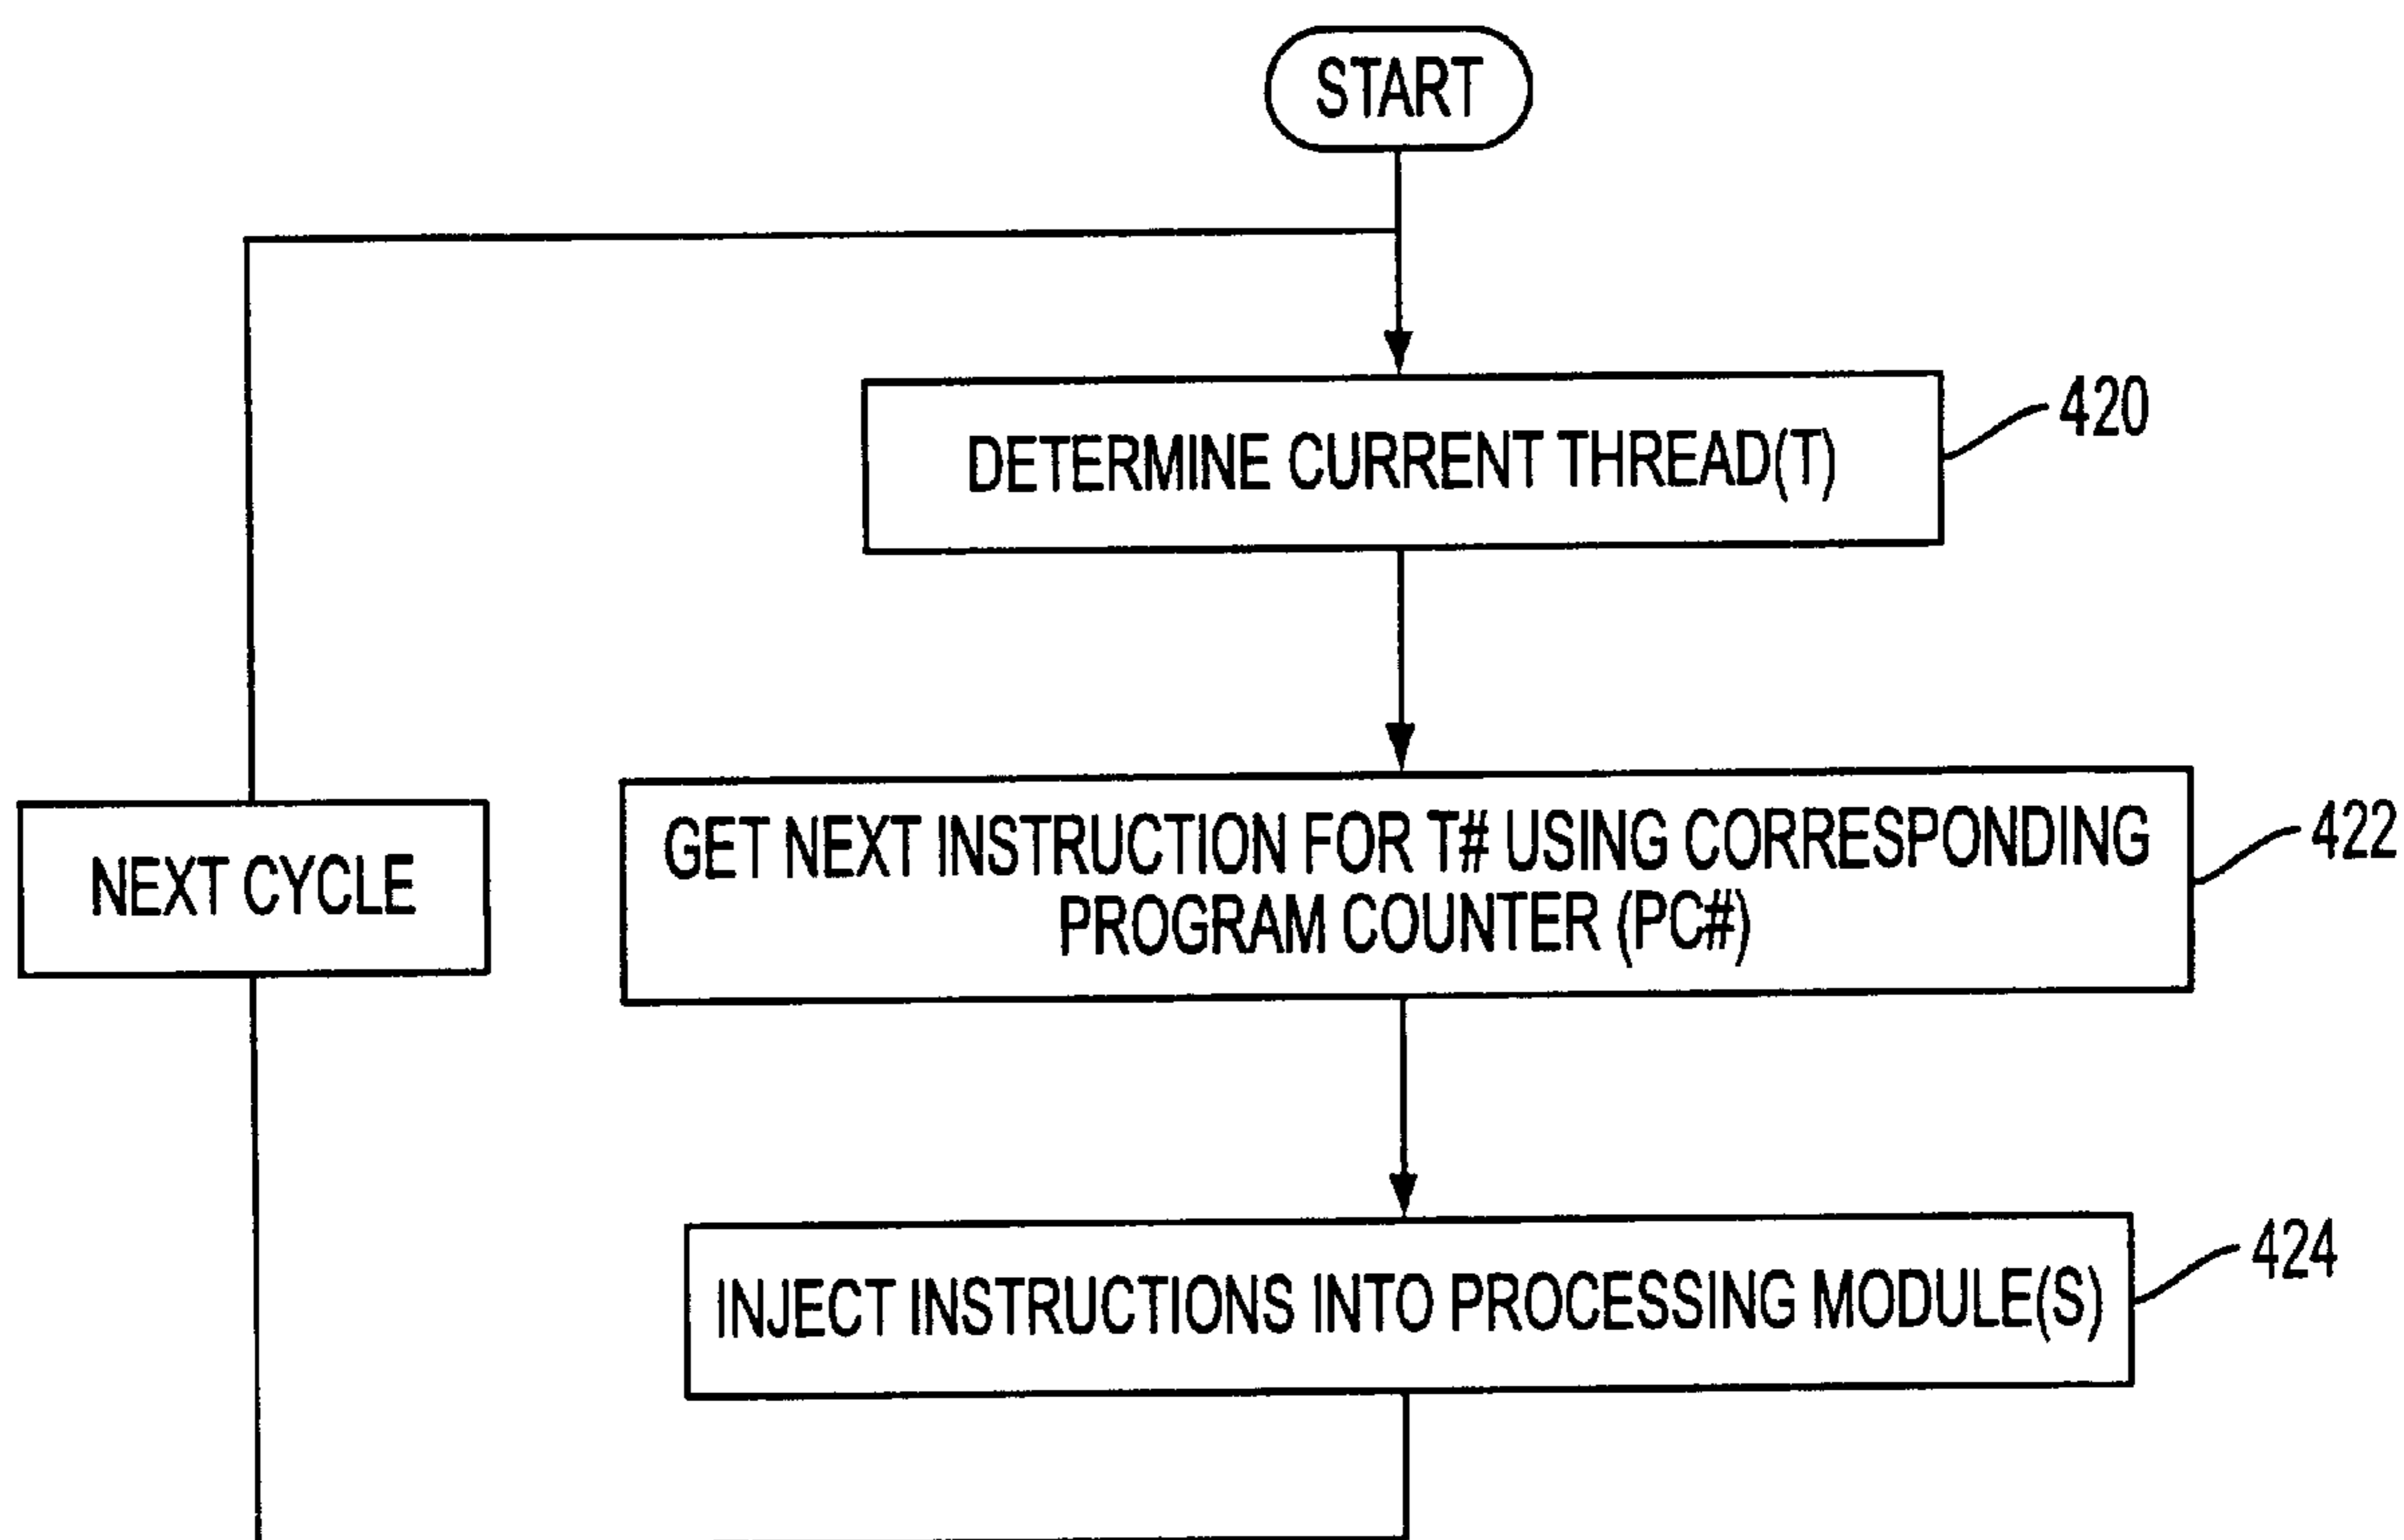 START
DETERMINE CURRENT THREAD(T)
420
GET NEXT INSTRUCTION FOR T# USING CORRESPONDING
PROGRAM COUNTER (PC#)
422
NEXT CYCLE
INJECT INSTRUCTIONS INTO PROCESSING MODULE(S)
424